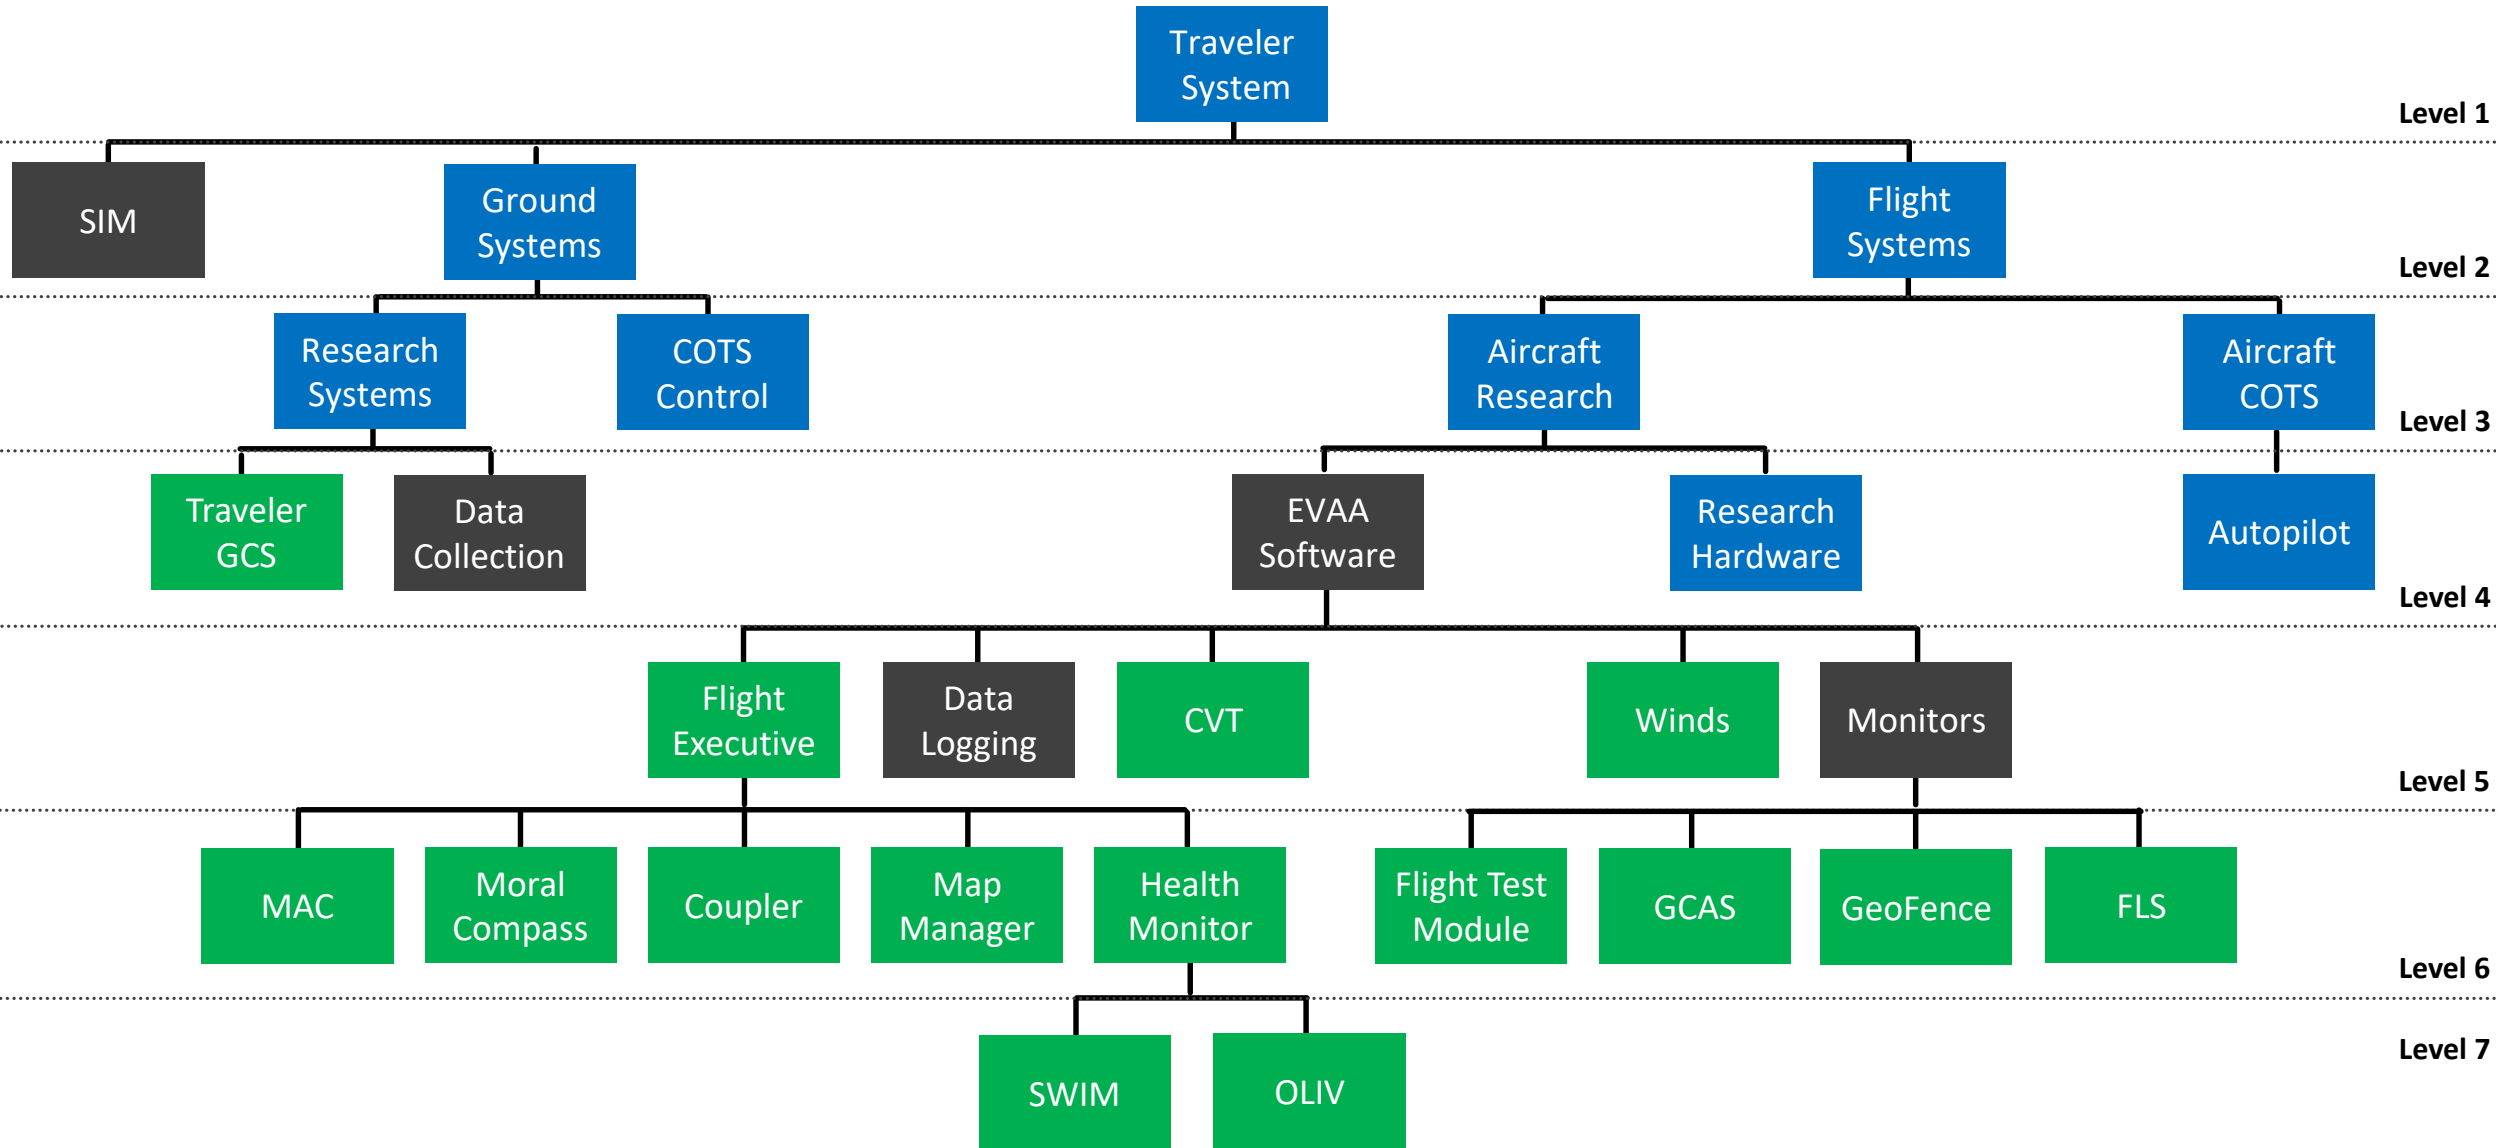 Traveler
System
Level 1
SIM
Ground
Systems
Flight
Systems
Level 2
Research
Systems
COTS
Control
Aircraft
Research
Aircraft
COTS
Level 3
Traveler
GCS
Data
Collection
EVAA
Software
Research
Hardware
Autopilot
Level 4
Flight
Executive
Data
Logging
CVT
Winds
Monitors
Level 5
MAC
Moral
Compass
Coupler
Map
Manager
Health
Monitor
Flight Test
Module
GCAS
GeoFence
FLS
Level 6
SWIM
OLIV
Level 7